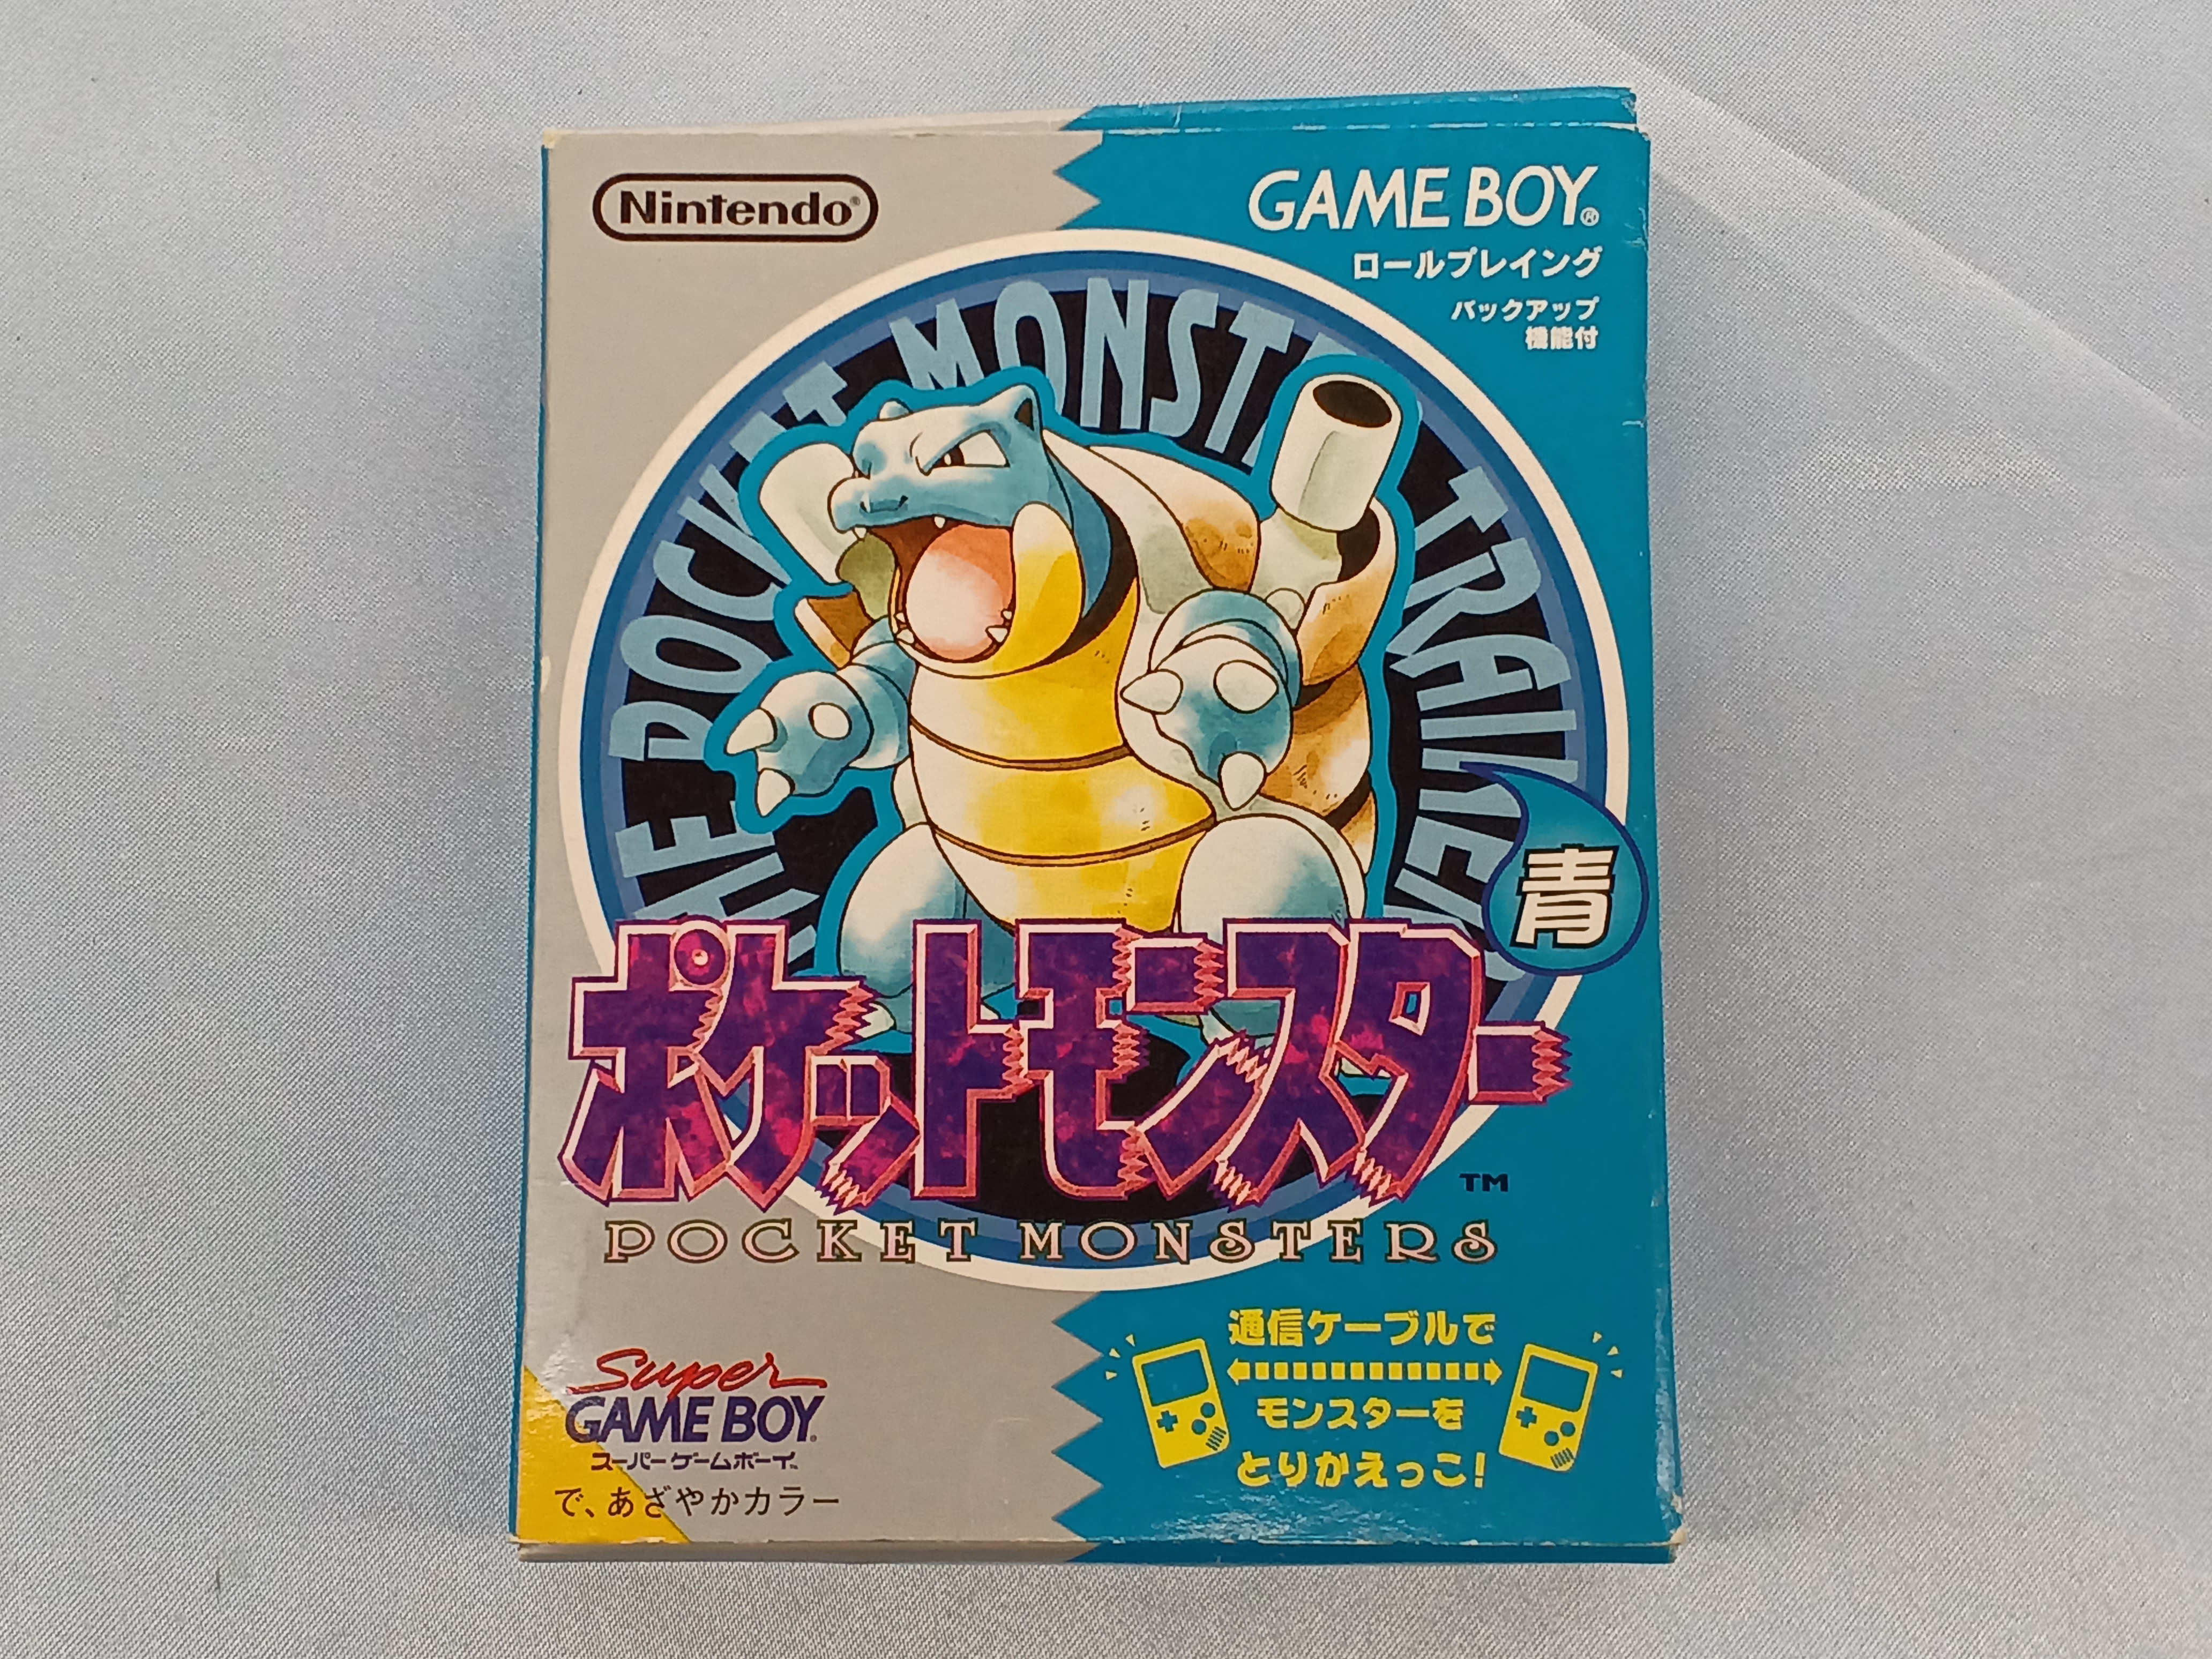 Nintendo®
GAME BOY®
ロールプレイング
バックアップ
機能付
POCKET MONST TRAINER
青
ポケットモンスター
TM
POCKET MONSTERS
通信ケーブルで
モンスターを
とりかえっこ!
Super
GAME BOY®
スーパーゲームボーイ™
で、あざやかカラー